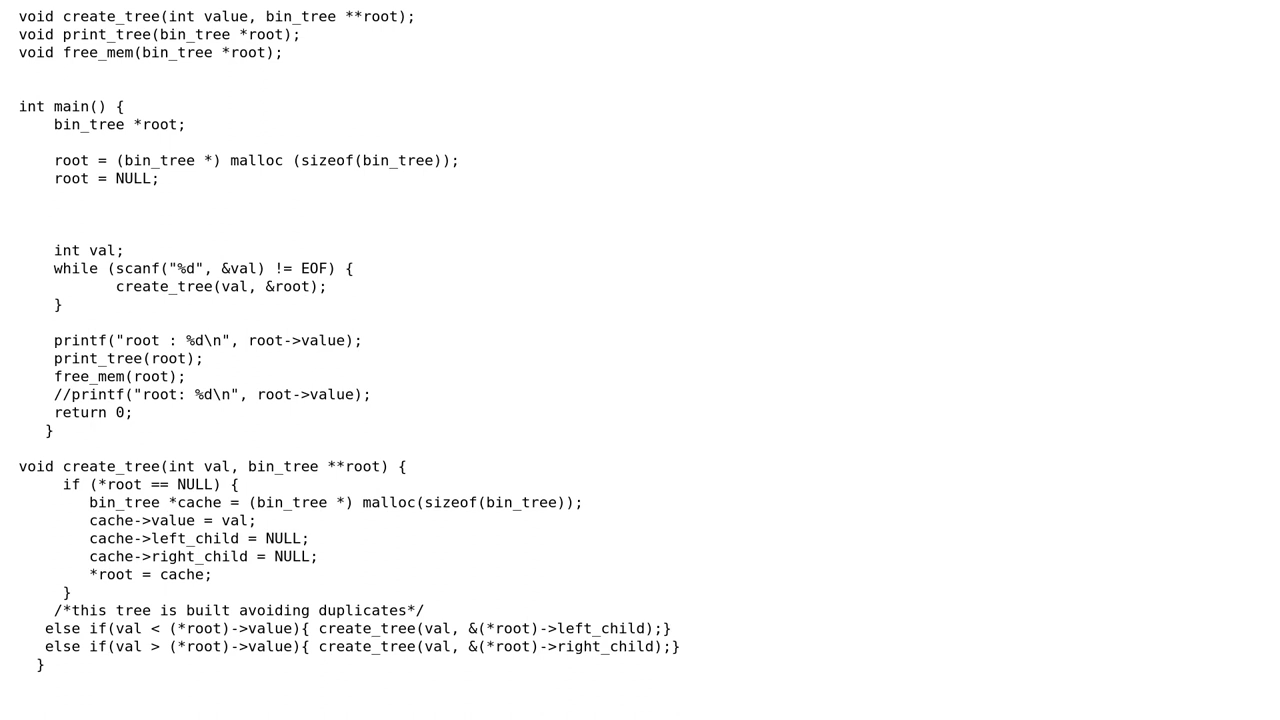 void create_tree(int value, bin_tree **root);
void print_tree(bin_tree *root);
void free_mem(bin_tree *root);
int main() {
    bin_tree *root;
    root = (bin_tree *) malloc (sizeof(bin_tree));
    root = NULL;
    int val;
    while (scanf("%d", &val) != EOF) {
           create_tree(val, &root);
    }
    printf("root : %d\n", root->value);
    print_tree(root);
    free_mem(root);
    //printf("root: %d\n", root->value);
    return 0;
   }
void create_tree(int val, bin_tree **root) {
     if (*root == NULL) {
        bin_tree *cache = (bin_tree *) malloc(sizeof(bin_tree));
        cache->value = val;
        cache->left_child = NULL;
        cache->right_child = NULL;
        *root = cache;
     }
    /*this tree is built avoiding duplicates*/
   else if(val < (*root)->value){ create_tree(val, &(*root)->left_child);}
   else if(val > (*root)->value){ create_tree(val, &(*root)->right_child);}
  }